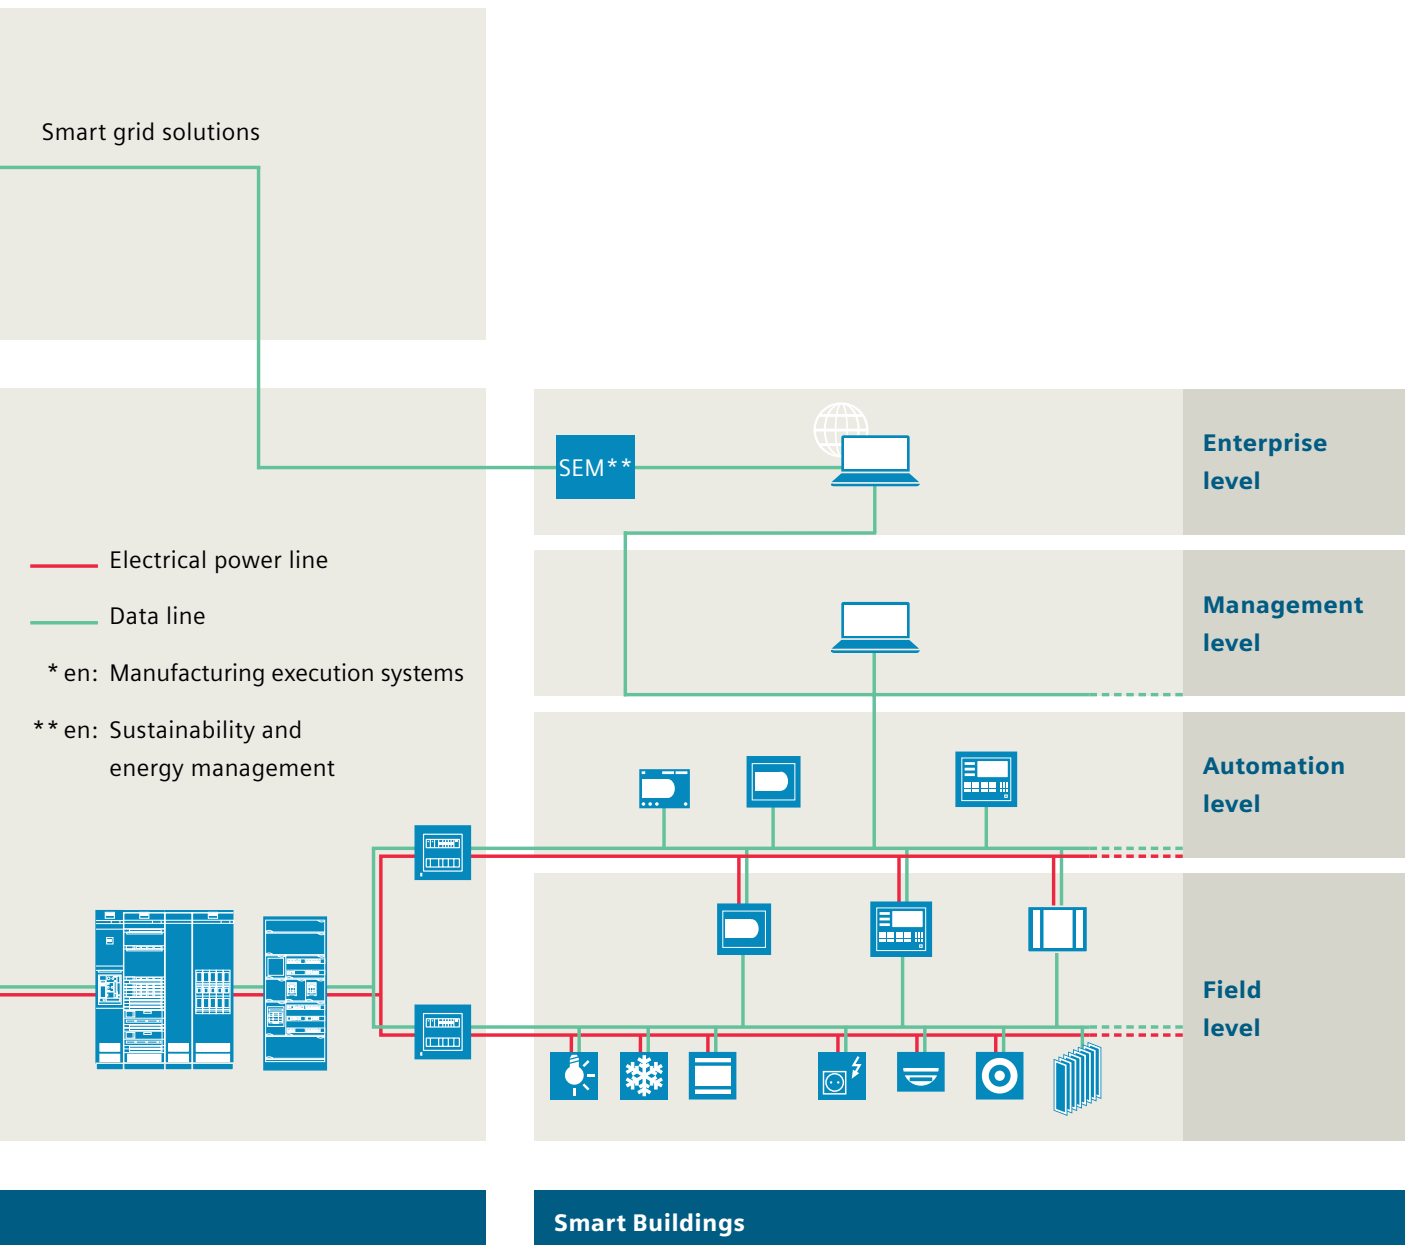 Smart grid solutions
SEM**
Enterprise
level
Electrical power line
Data line
* en: Manufacturing execution systems
** en: Sustainability and
energy management
Management
level
Automation
level
Field
level
Smart Buildings